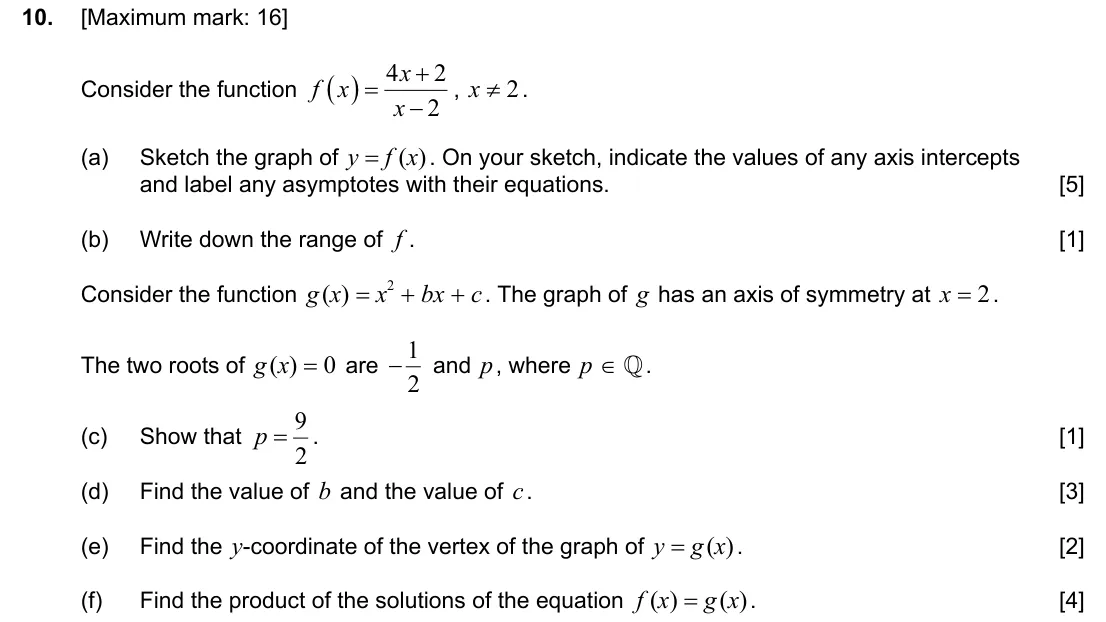 10. [Maximum mark: 16]
Consider the function f(x) = (4x + 2)/(x − 2), x ≠ 2.
(a) Sketch the graph of y = f(x). On your sketch, indicate the values of any axis intercepts
and label any asymptotes with their equations. [5]
(b) Write down the range of f. [1]
Consider the function g(x) = x² + bx + c. The graph of g has an axis of symmetry at x = 2.
The two roots of g(x) = 0 are −1/2 and p, where p ∈ ℚ.
(c) Show that p = 9/2. [1]
(d) Find the value of b and the value of c. [3]
(e) Find the y-coordinate of the vertex of the graph of y = g(x). [2]
(f) Find the product of the solutions of the equation f(x) = g(x). [4]